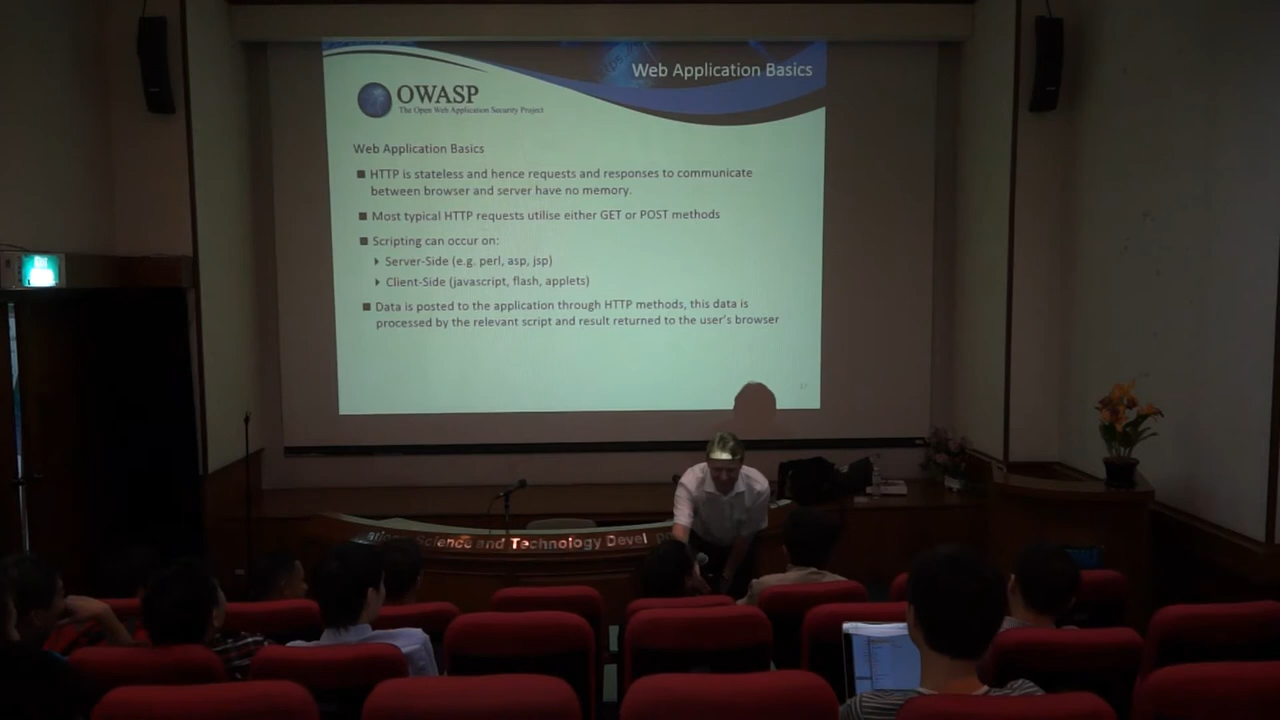 Web Application Basics
OWASP
The Open Web Application Security Project
Web Application Basics
HTTP is stateless and hence requests and responses to communicate
between browser and server have no memory.
Most typical HTTP requests utilise either GET or POST methods
Scripting can occur on:
Server-Side (e.g. perl, asp, jsp)
Client-Side (javascript, flash, applets)
Data is posted to the application through HTTP methods, this data is
processed by the relevant script and result returned to the user's browser
17
Science and Technology Devel